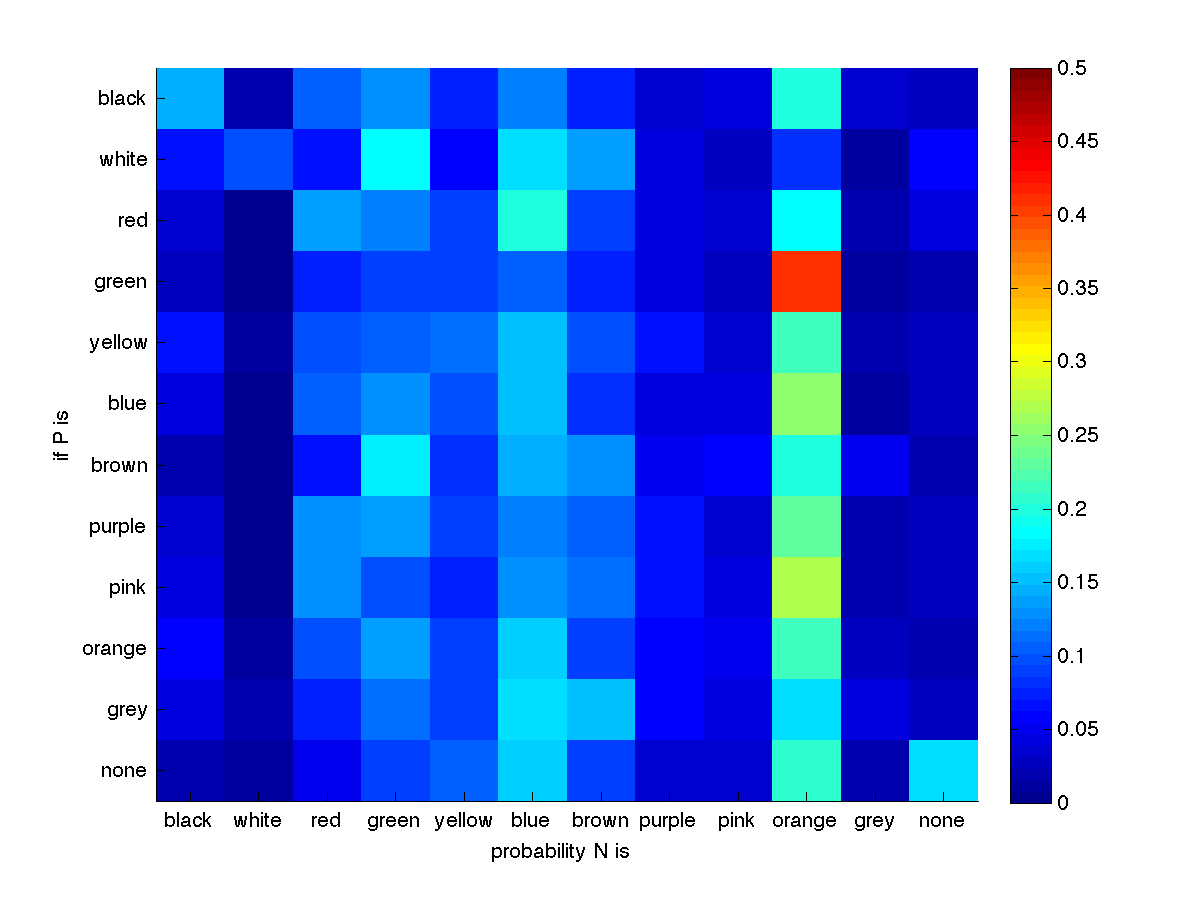 black
white
red
green
yellow
blue
brown
purple
pink
orange
grey
none
if P is
black white red green yellow blue brown purple pink orange grey none
probability N is
0.5
0.45
0.4
0.35
0.3
0.25
0.2
0.15
0.1
0.05
0